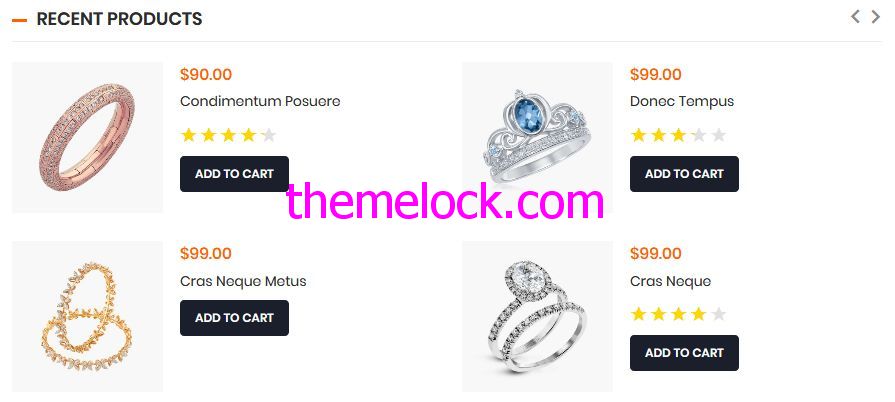 RECENT PRODUCTS
$90.00
Condimentum Posuere
ADD TO CART
$99.00
Donec Tempus
ADD TO CART
themelock.com
$99.00
Cras Neque Metus
ADD TO CART
$99.00
Cras Neque
ADD TO CART